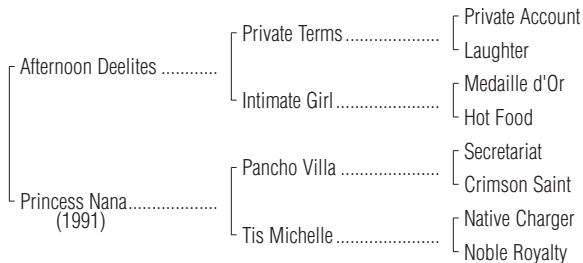 Private Account
Private Terms
Laughter
Afternoon Deelites
Medaille d'Or
Intimate Girl
Hot Food
Secretariat
Pancho Villa
Crimson Saint
Princess Nana
(1991)
Native Charger
Tis Michelle
Noble Royalty